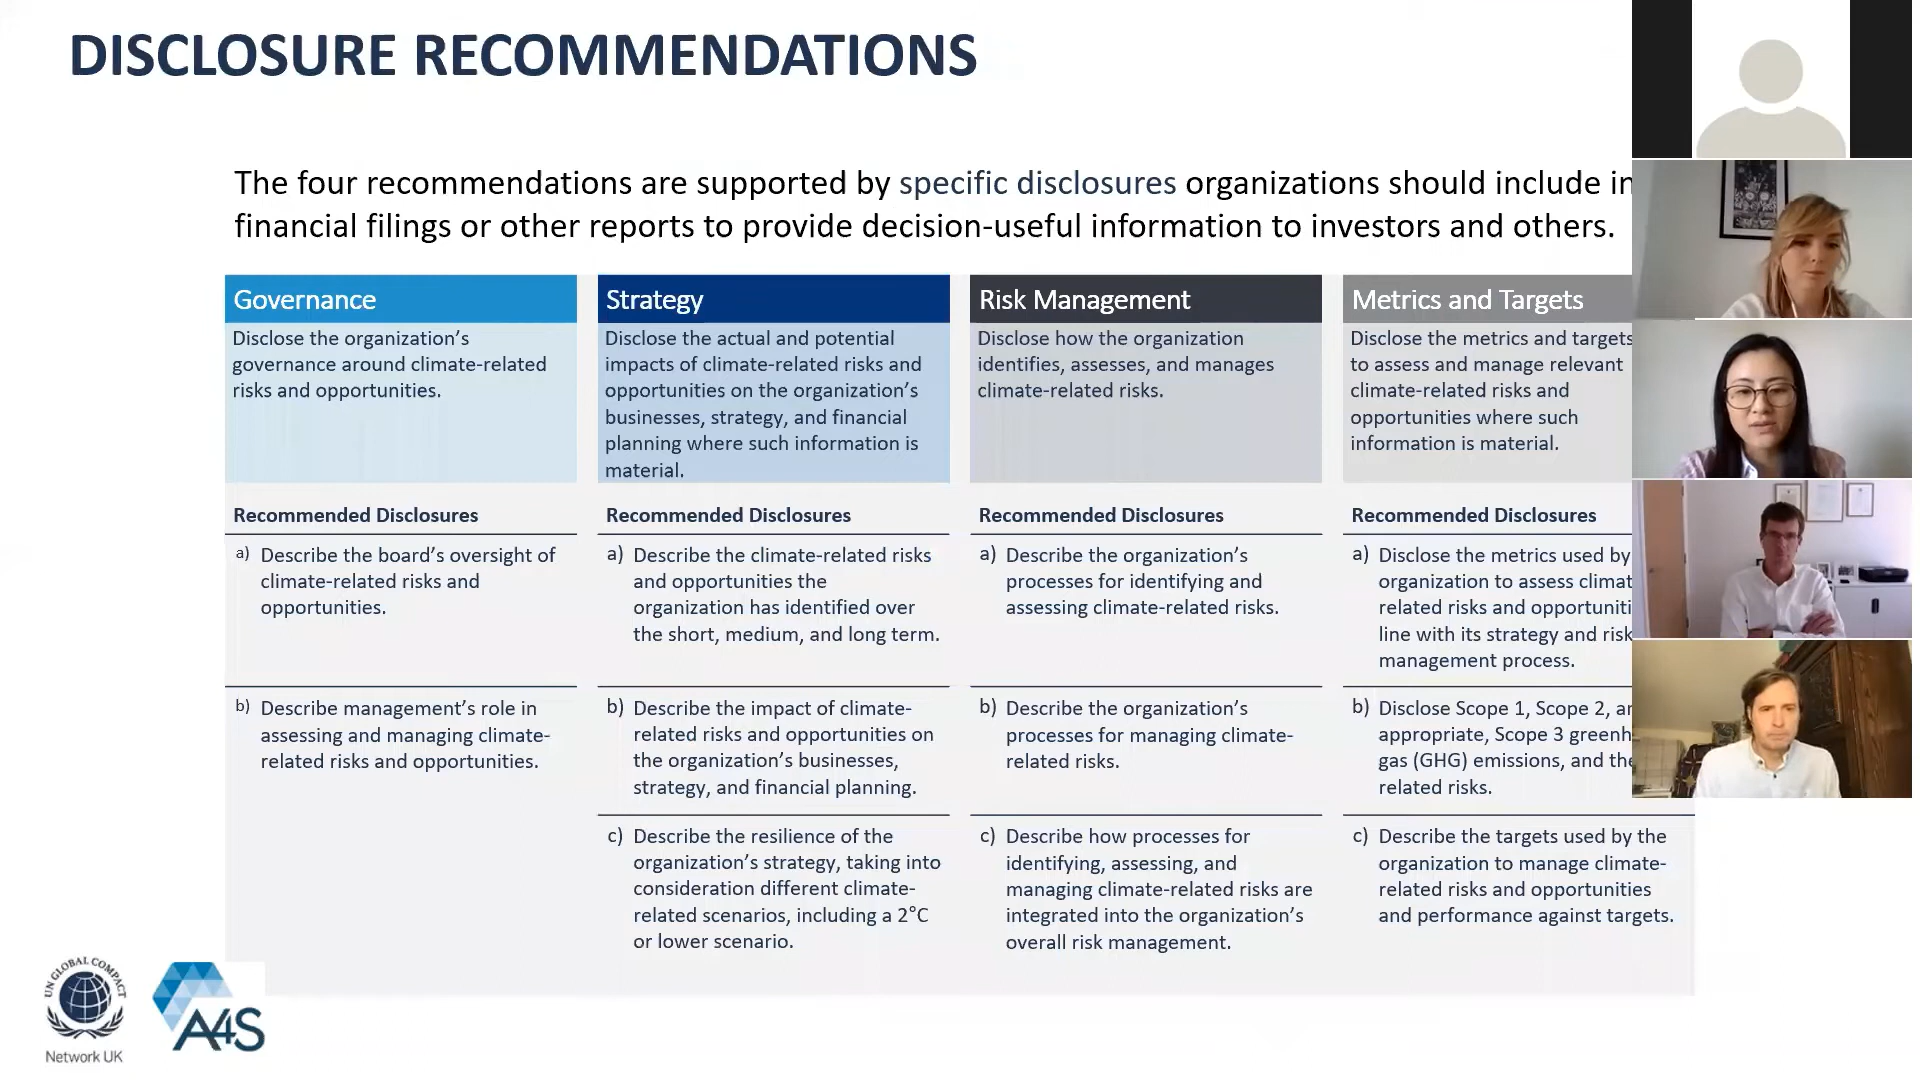 DISCLOSURE RECOMMENDATIONS
The four recommendations are supported by specific disclosures organizations should include in
financial filings or other reports to provide decision-useful information to investors and others.
Governance
Disclose the organization's
governance around climate-related
risks and opportunities.
Recommended Disclosures
a) Describe the board's oversight of
climate-related risks and
opportunities.
b) Describe management's role in
assessing and managing climate-
related risks and opportunities.
Strategy
Disclose the actual and potential
impacts of climate-related risks and
opportunities on the organization's
businesses, strategy, and financial
planning where such information is
material.
Recommended Disclosures
a) Describe the climate-related risks
and opportunities the
organization has identified over
the short, medium, and long term.
b) Describe the impact of climate-
related risks and opportunities on
the organization's businesses,
strategy, and financial planning.
c) Describe the resilience of the
organization's strategy, taking into
consideration different climate-
related scenarios, including a 2°C
or lower scenario.
Risk Management
Disclose how the organization
identifies, assesses, and manages
climate-related risks.
Recommended Disclosures
a) Describe the organization's
processes for identifying and
assessing climate-related risks.
b) Describe the organization's
processes for managing climate-
related risks.
c) Describe how processes for
identifying, assessing, and
managing climate-related risks are
integrated into the organization's
overall risk management.
Metrics and Targets
Disclose the metrics and targets
to assess and manage relevant
climate-related risks and
opportunities where such
information is material.
Recommended Disclosures
a) Disclose the metrics used by
organization to assess
related risks and
line with its strategy and risk
management process.
b) Disclose Scope 1, Scope 2,
appropriate, Scope 3
gas (GHG) emissions, and
related risks.
c) Describe the targets used by the
organization to manage climate-
related risks and opportunities
and performance against targets.
UN GLOBAL COMPACT
Network UK
A4S